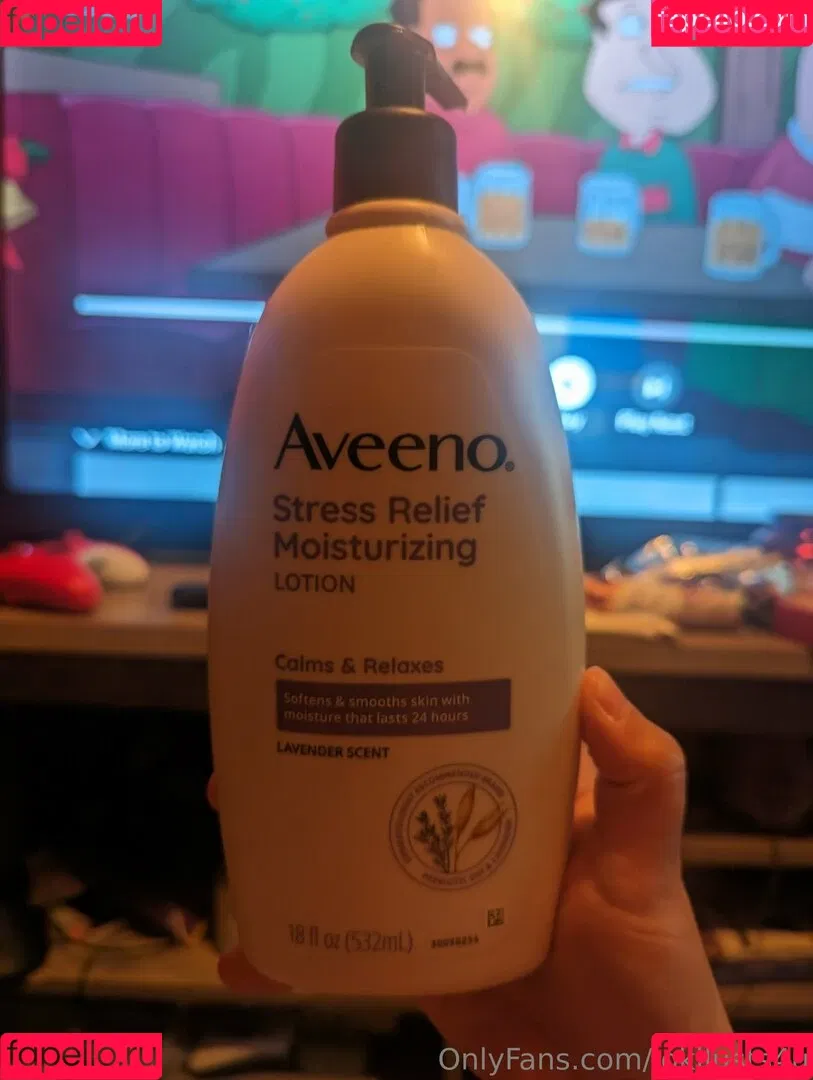 fapello.ru
fapello.ru
Aveeno.
Stress Relief
Moisturizing
LOTION
Calms & Relaxes
Softens & smooths skin with
moisture that lasts 24 hours
LAVENDER SCENT
18 fl oz (532mL)
fapello.ru
OnlyFans.com/
fapello.ru